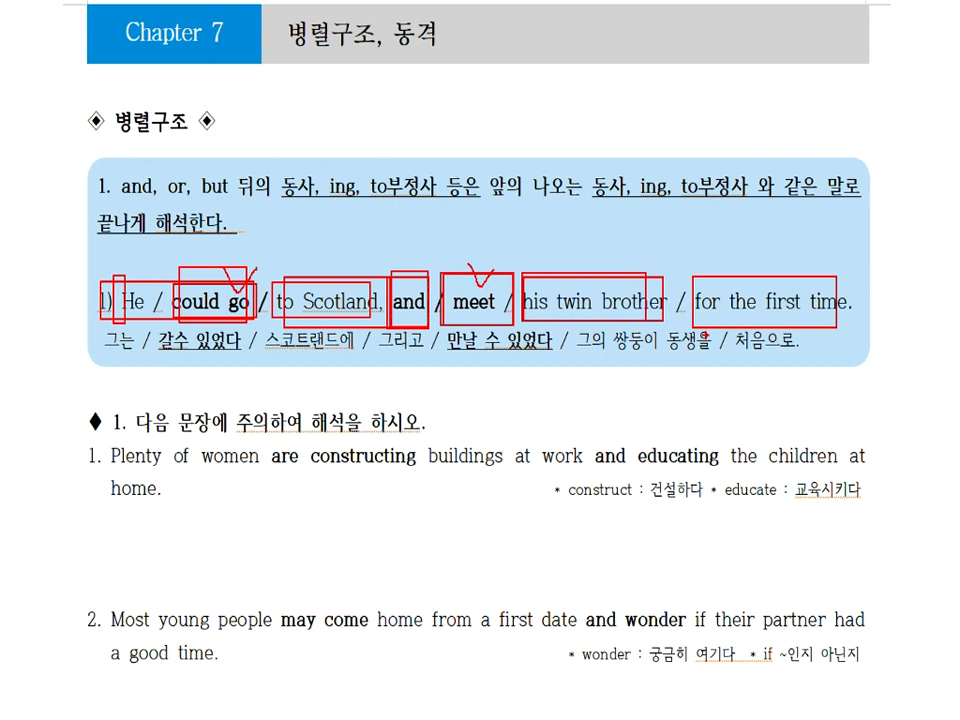 Chapter 7
병렬구조, 동격
◈ 병렬구조 ◈
1. and, or, but 뒤의 동사, ing, to부정사 등은 앞의 나오는 동사, ing, to부정사 와 같은 말로
끝나게 해석한다.
1) He / could go / to Scotland, and / meet / his twin brother / for the first time.
그는 / 갈수 있었다 / 스코트랜드에 / 그리고 / 만날 수 있었다 / 그의 쌍둥이 동생을 / 처음으로.
◆ 1. 다음 문장에 주의하여 해석을 하시오.
1. Plenty of women are constructing buildings at work and educating the children at
home. * construct : 건설하다 * educate : 교육시키다
2. Most young people may come home from a first date and wonder if their partner had
a good time. * wonder : 궁금히 여기다 * if ~인지 아닌지